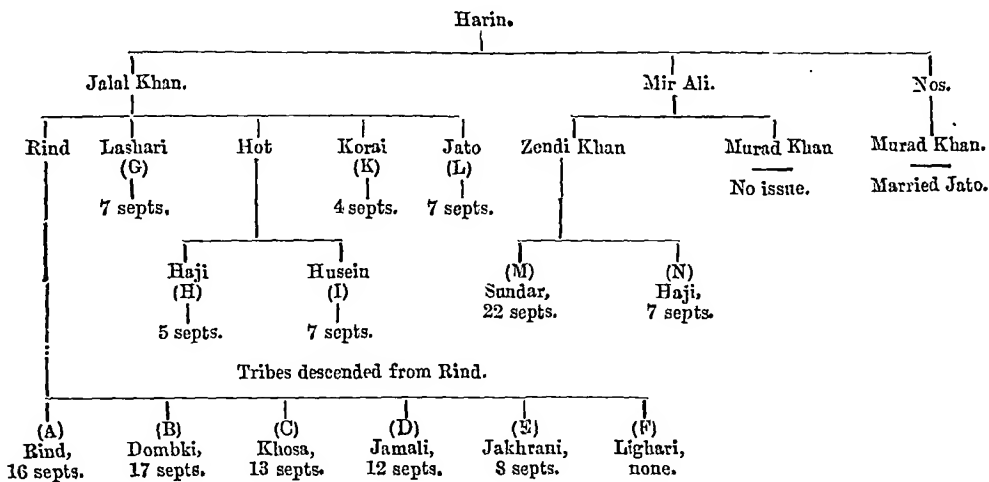 Harin.
Jalal Khan. Mir Ali. Nos.
Rind Lashari Hot Korai Jato Zendi Khan Murad Khan Murad Khan.
(G) (K) (L) No issue. Married Jato.
7 septs. 4 septs. 7 septs.
Haji Husein (M) (N)
(H) (I) Sundar, Haji,
22 septs. 7 septs.
5 septs. 7 septs.
Tribes descended from Rind.
(A) (B) (C) (D) (E) (F)
Rind, Dombki, Khosa, Jamali, Jakhrani, Lighari,
16 septs. 17 septs. 13 septs. 12 septs. 8 septs. none.